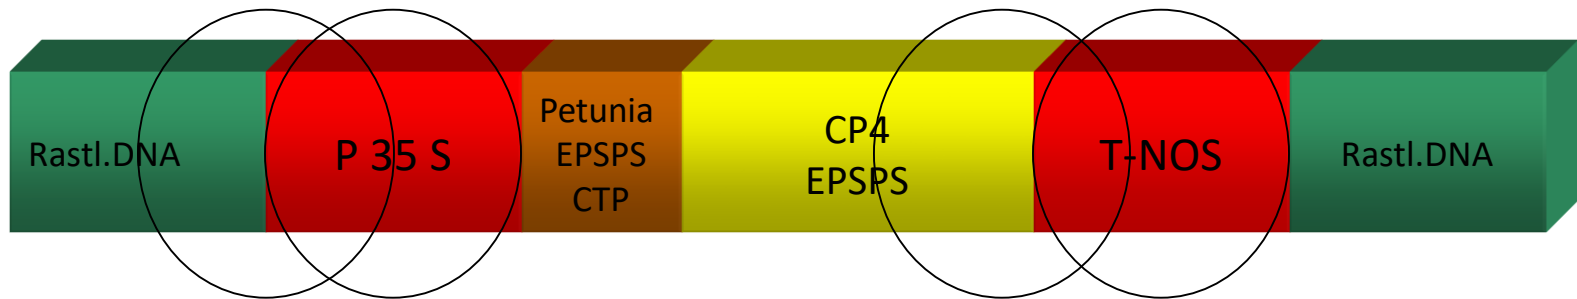 Rastl.DNA
P 35 S
Petunia
EPSPS
CTP
CP4
EPSPS
T-NOS
Rastl.DNA